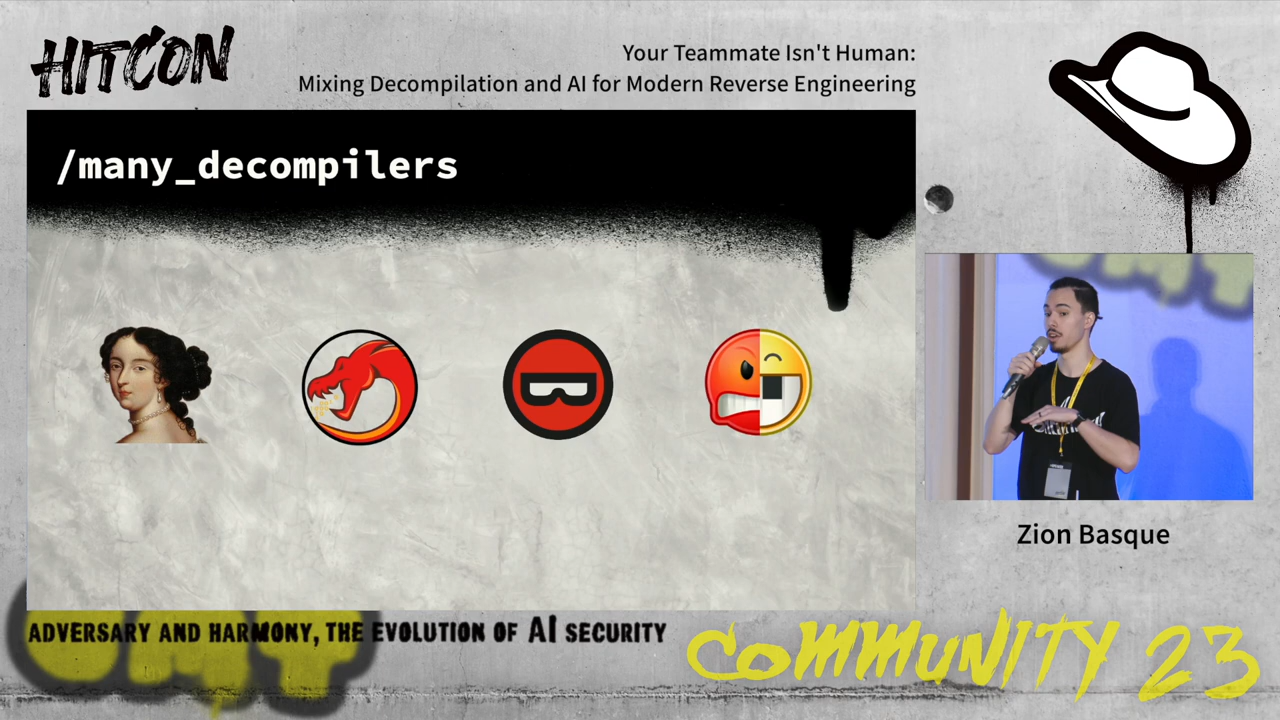 HITCON
Your Teammate Isn't Human:
Mixing Decompilation and AI for Modern Reverse Engineering
/many_decompilers
Zion Basque
ADVERSARY AND HARMONY, THE EVOLUTION OF AI SECURITY
COMMUNITY 23